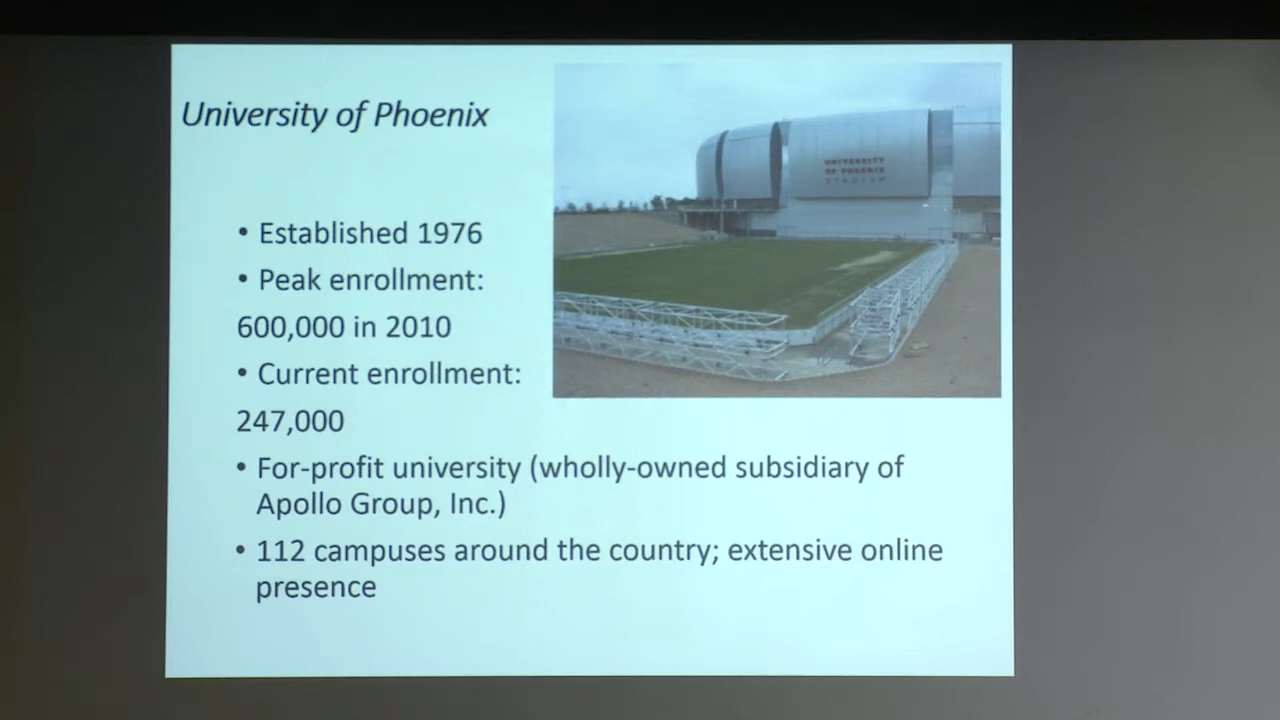 University of Phoenix
UNIVERSITY
OF PHOENIX
STADIUM
• Established 1976
• Peak enrollment:
600,000 in 2010
• Current enrollment:
247,000
• For-profit university (wholly-owned subsidiary of
Apollo Group, Inc.)
• 112 campuses around the country; extensive online
presence